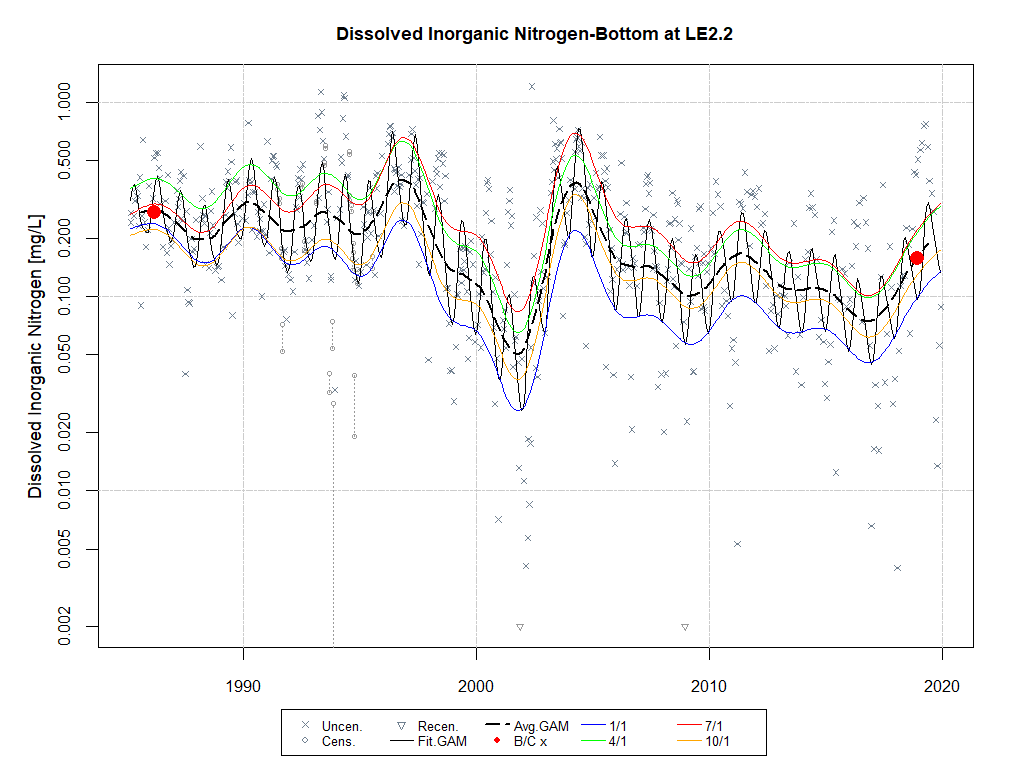 Dissolved Inorganic Nitrogen-Bottom at LE2.2
Dissolved Inorganic Nitrogen [mg/L]
1.000
0.500
0.200
0.100
0.050
0.020
0.010
0.005
0.002
1990 2000 2010 2020
Uncen. Recen. Avg.GAM 1/1 7/1
Cens. Fit.GAM B/C x 4/1 10/1